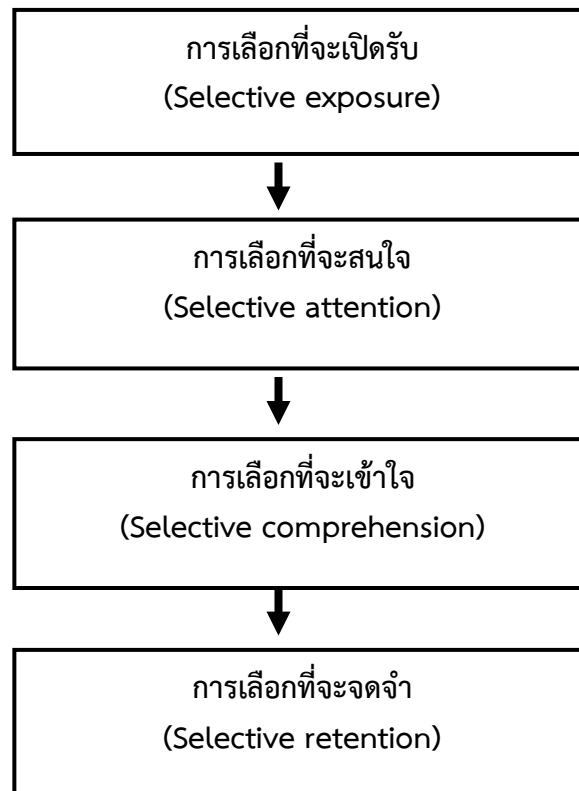 การเลือกที่จะเปิดรับ
(Selective exposure)
การเลือกที่จะสนใจ
(Selective attention)
การเลือกที่จะเข้าใจ
(Selective comprehension)
การเลือกที่จะจดจำ
(Selective retention)